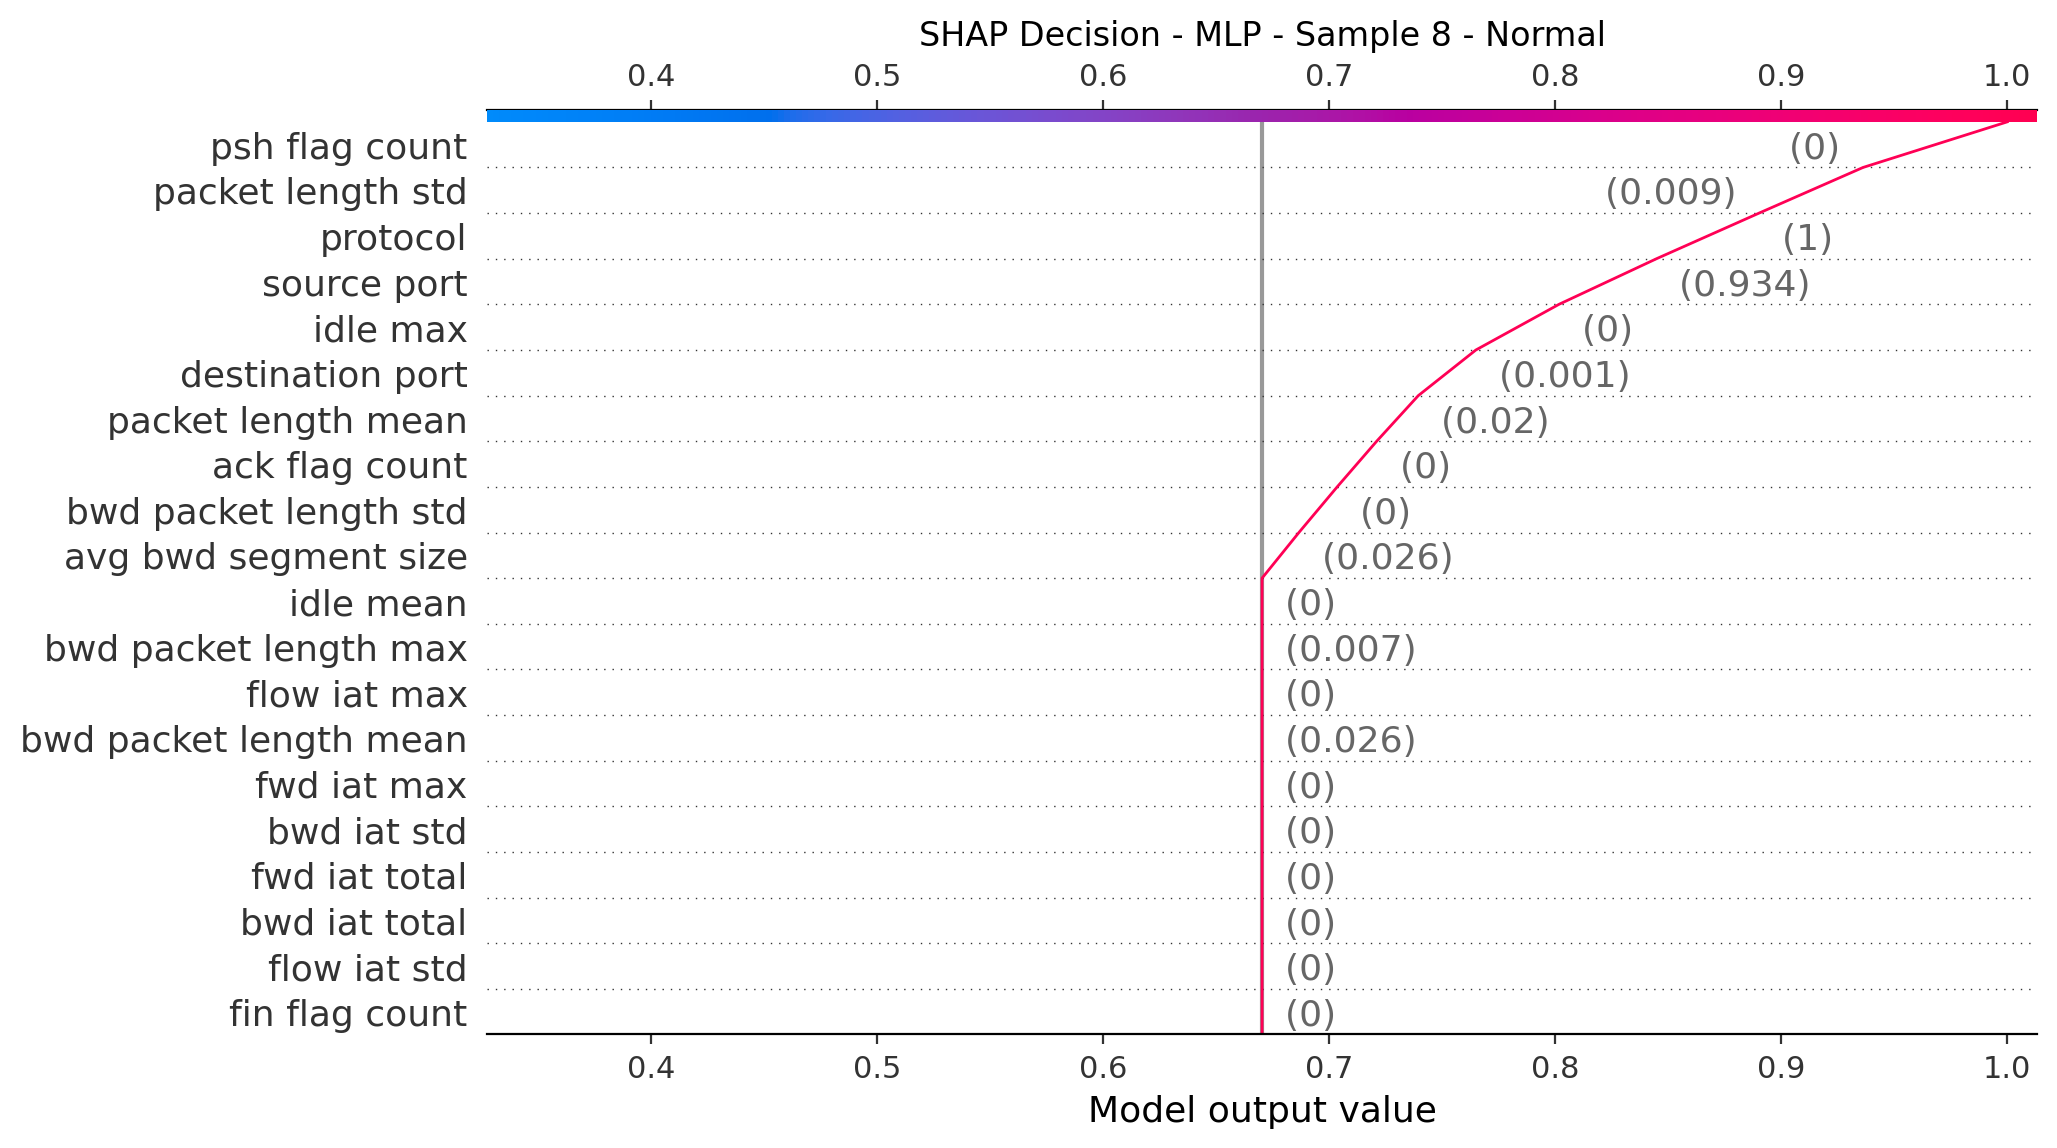 SHAP Decision - MLP - Sample 8 - Normal
0.4 0.5 0.6 0.7 0.8 0.9 1.0
psh flag count (0)
packet length std (0.009)
protocol (1)
source port (0.934)
idle max (0)
destination port (0.001)
packet length mean (0.02)
ack flag count (0)
bwd packet length std (0)
avg bwd segment size (0.026)
idle mean (0)
bwd packet length max (0.007)
flow iat max (0)
bwd packet length mean (0.026)
fwd iat max (0)
bwd iat std (0)
fwd iat total (0)
bwd iat total (0)
flow iat std (0)
fin flag count (0)
0.4 0.5 0.6 0.7 0.8 0.9 1.0
Model output value